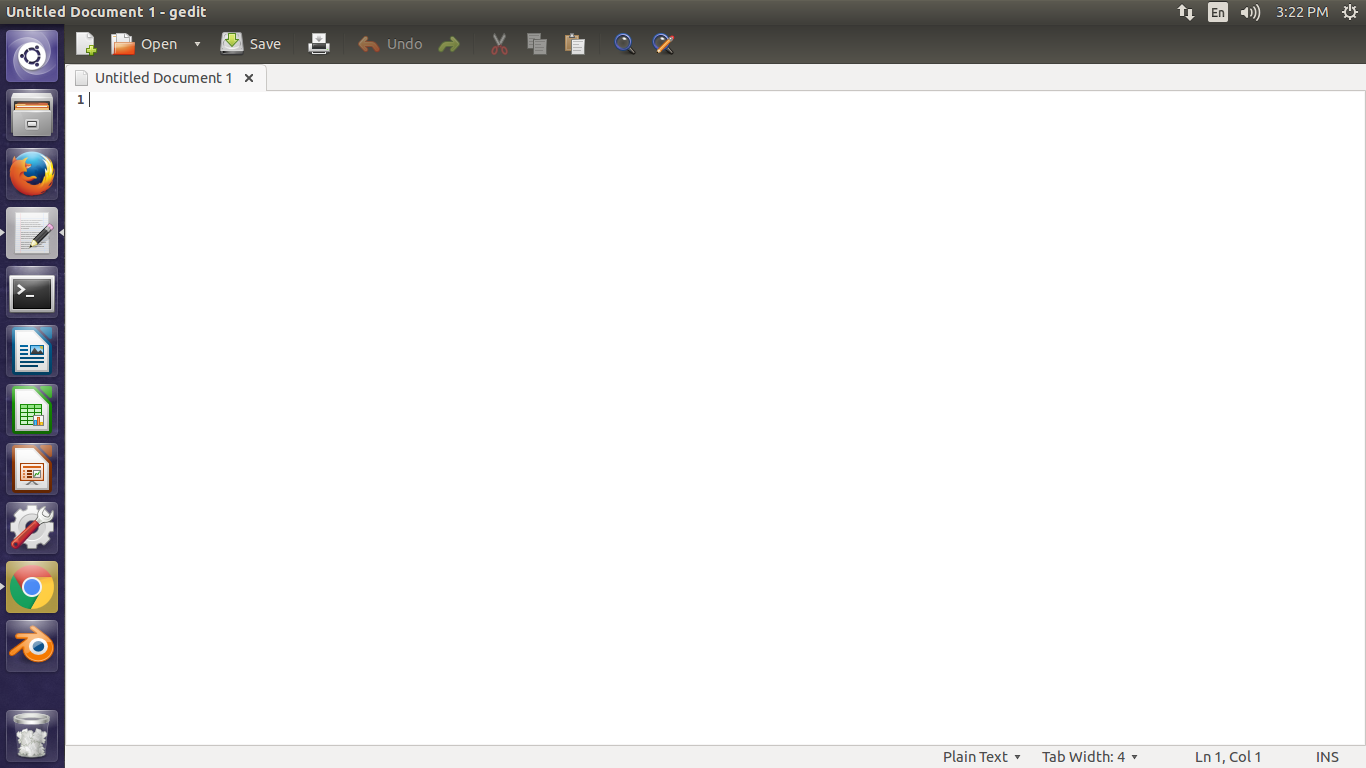 Untitled Document 1 - gedit
En
3:22 PM
Open
Save
Undo
Untitled Document 1
1
Plain Text
Tab Width: 4
Ln 1, Col 1
INS